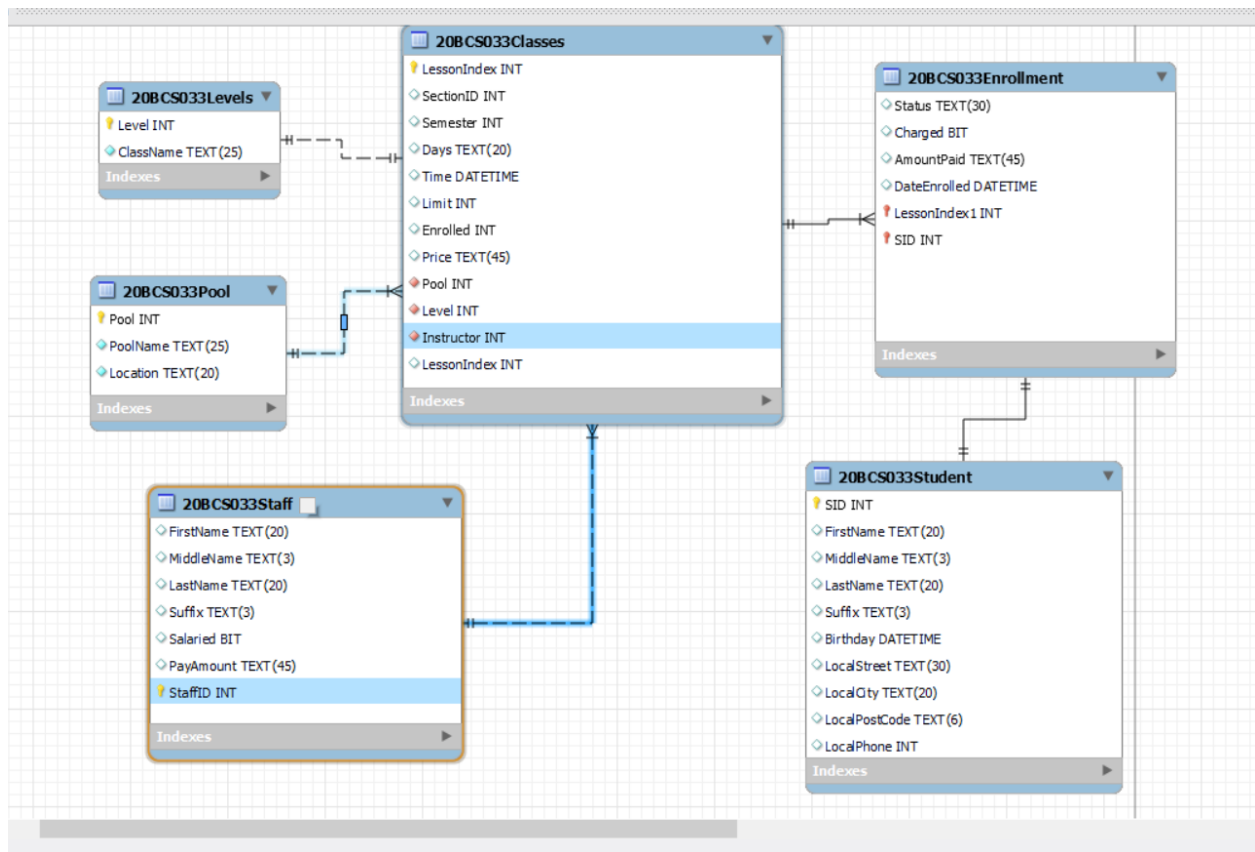 20BCS033Levels
Level INT
ClassName TEXT(25)
Indexes
20BCS033Pool
Pool INT
PoolName TEXT(25)
Location TEXT(20)
Indexes
20BCS033Classes
LessonIndex INT
SectionID INT
Semester INT
Days TEXT(20)
Time DATETIME
Limit INT
Enrolled INT
Price TEXT(45)
Pool INT
Level INT
Instructor INT
LessonIndex INT
Indexes
20BCS033Enrollment
Status TEXT(30)
Charged BIT
AmountPaid TEXT(45)
DateEnrolled DATETIME
LessonIndex1 INT
SID INT
Indexes
20BCS033Staff
FirstName TEXT(20)
MiddleName TEXT(3)
LastName TEXT(20)
Suffix TEXT(3)
Salaried BIT
PayAmount TEXT(45)
StaffID INT
Indexes
20BCS033Student
SID INT
FirstName TEXT(20)
MiddleName TEXT(3)
LastName TEXT(20)
Suffix TEXT(3)
Birthday DATETIME
LocalStreet TEXT(30)
LocalCity TEXT(20)
LocalPostCode TEXT(6)
LocalPhone INT
Indexes